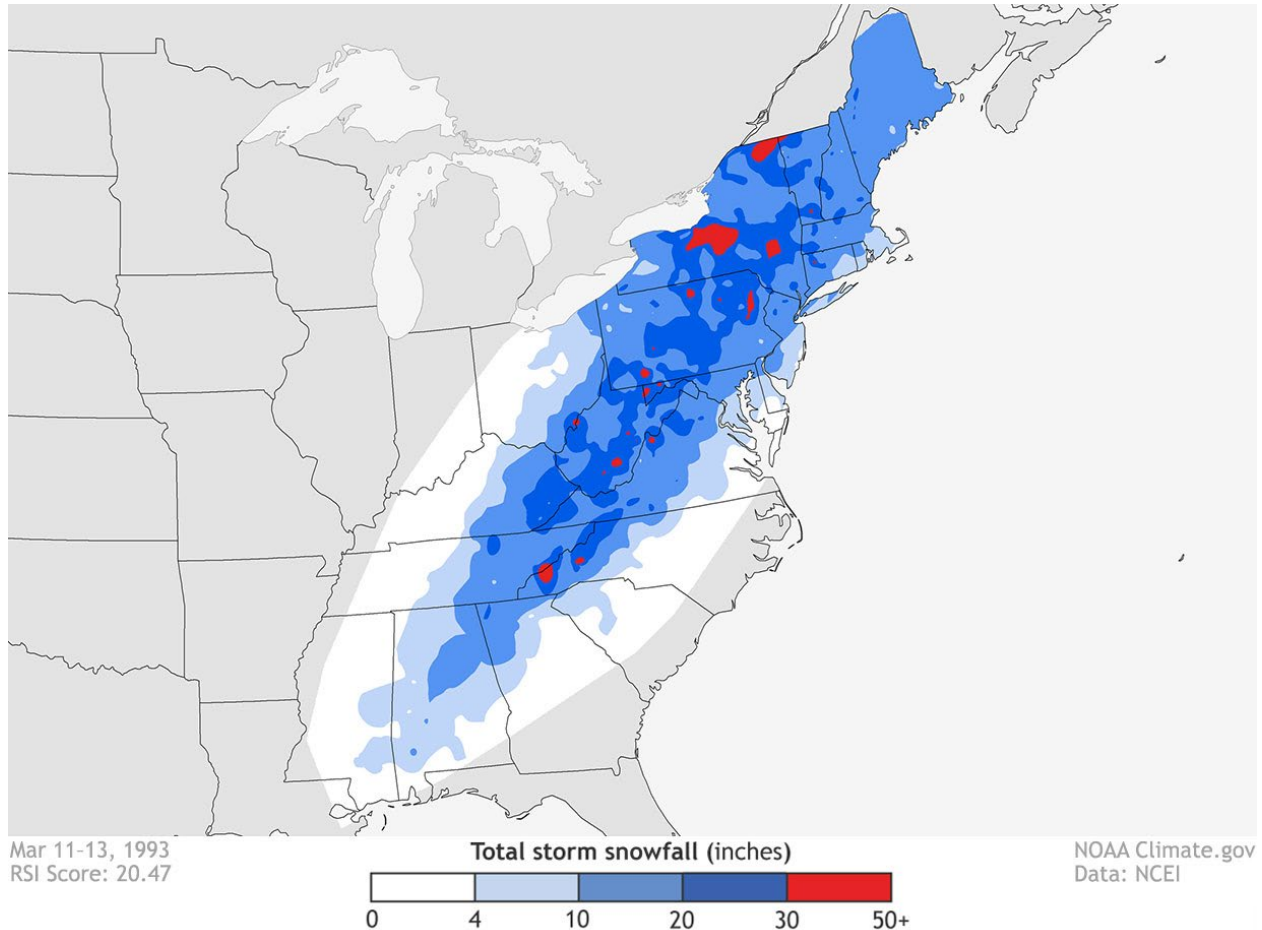 Mar 11-13, 1993
RSI Score: 20.47
Total storm snowfall (inches)
0 4 10 20 30 50+
NOAA Climate.gov
Data: NCEI